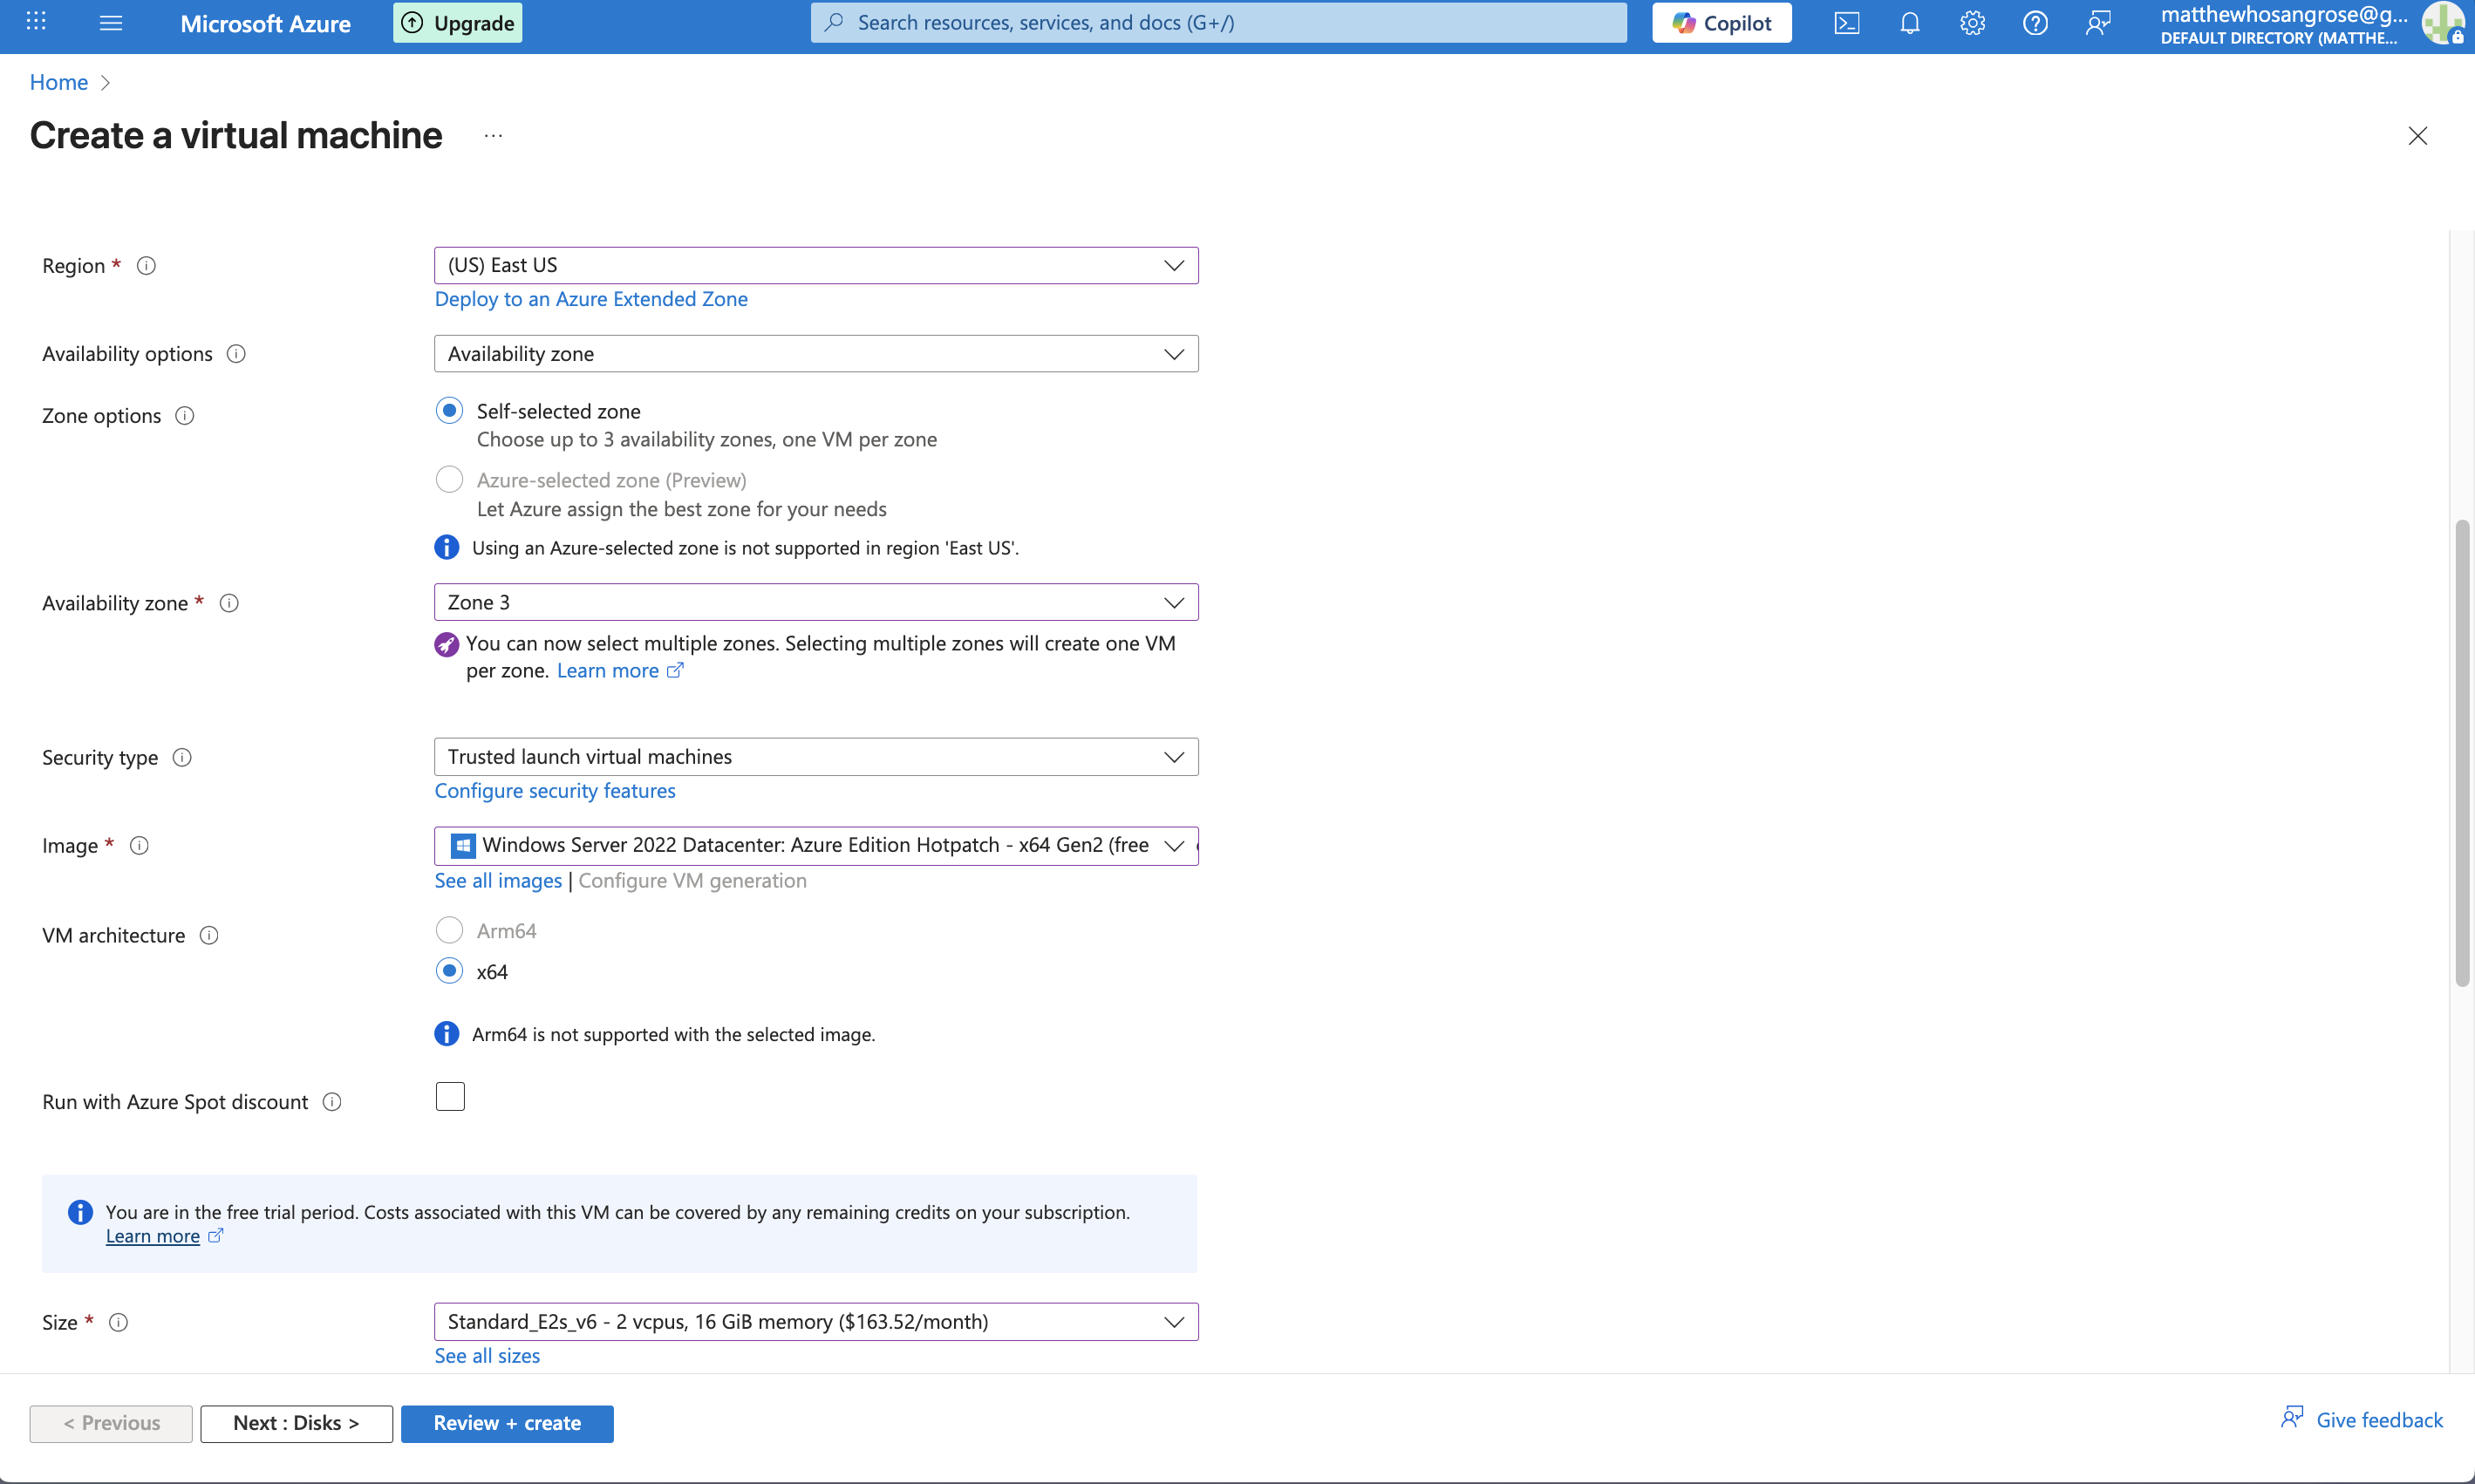 Microsoft Azure
Upgrade
Search resources, services, and docs (G+/)
Copilot
matthewhosangrose@g...
DEFAULT DIRECTORY (MATTHE...
Home
Create a virtual machine
...
Region *
(US) East US
Deploy to an Azure Extended Zone
Availability options
Availability zone
Zone options
Self-selected zone
Choose up to 3 availability zones, one VM per zone
Azure-selected zone (Preview)
Let Azure assign the best zone for your needs
Using an Azure-selected zone is not supported in region 'East US'.
Availability zone *
Zone 3
You can now select multiple zones. Selecting multiple zones will create one VM
per zone. Learn more
Security type
Trusted launch virtual machines
Configure security features
Image *
Windows Server 2022 Datacenter: Azure Edition Hotpatch - x64 Gen2 (free
See all images | Configure VM generation
VM architecture
Arm64
x64
Arm64 is not supported with the selected image.
Run with Azure Spot discount
You are in the free trial period. Costs associated with this VM can be covered by any remaining credits on your subscription.
Learn more
Size *
Standard_E2s_v6 - 2 vcpus, 16 GiB memory ($163.52/month)
See all sizes
< Previous
Next : Disks >
Review + create
Give feedback